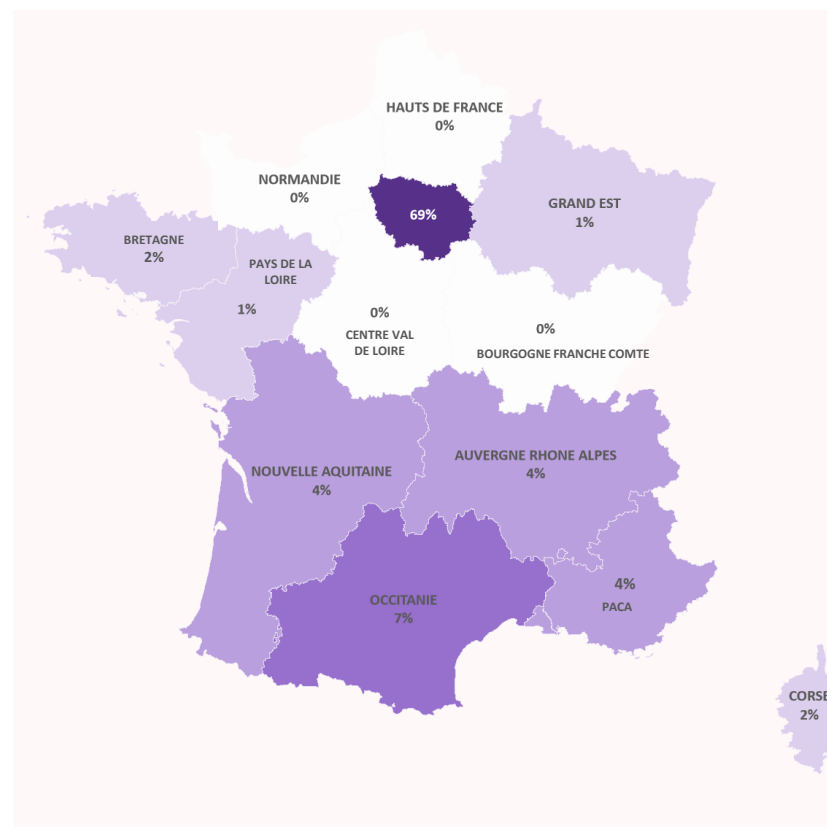 HAUTS DE FRANCE
0%
NORMANDIE
0%
69%
GRAND EST
1%
BRETAGNE
2%
PAYS DE LA
LOIRE
1%
0%
CENTRE VAL
DE LOIRE
0%
BOURGOGNE FRANCHE COMTE
NOUVELLE AQUITAINE
4%
AUVERGNE RHONE ALPES
4%
OCCITANIE
7%
4%
PACA
CORSE
2%